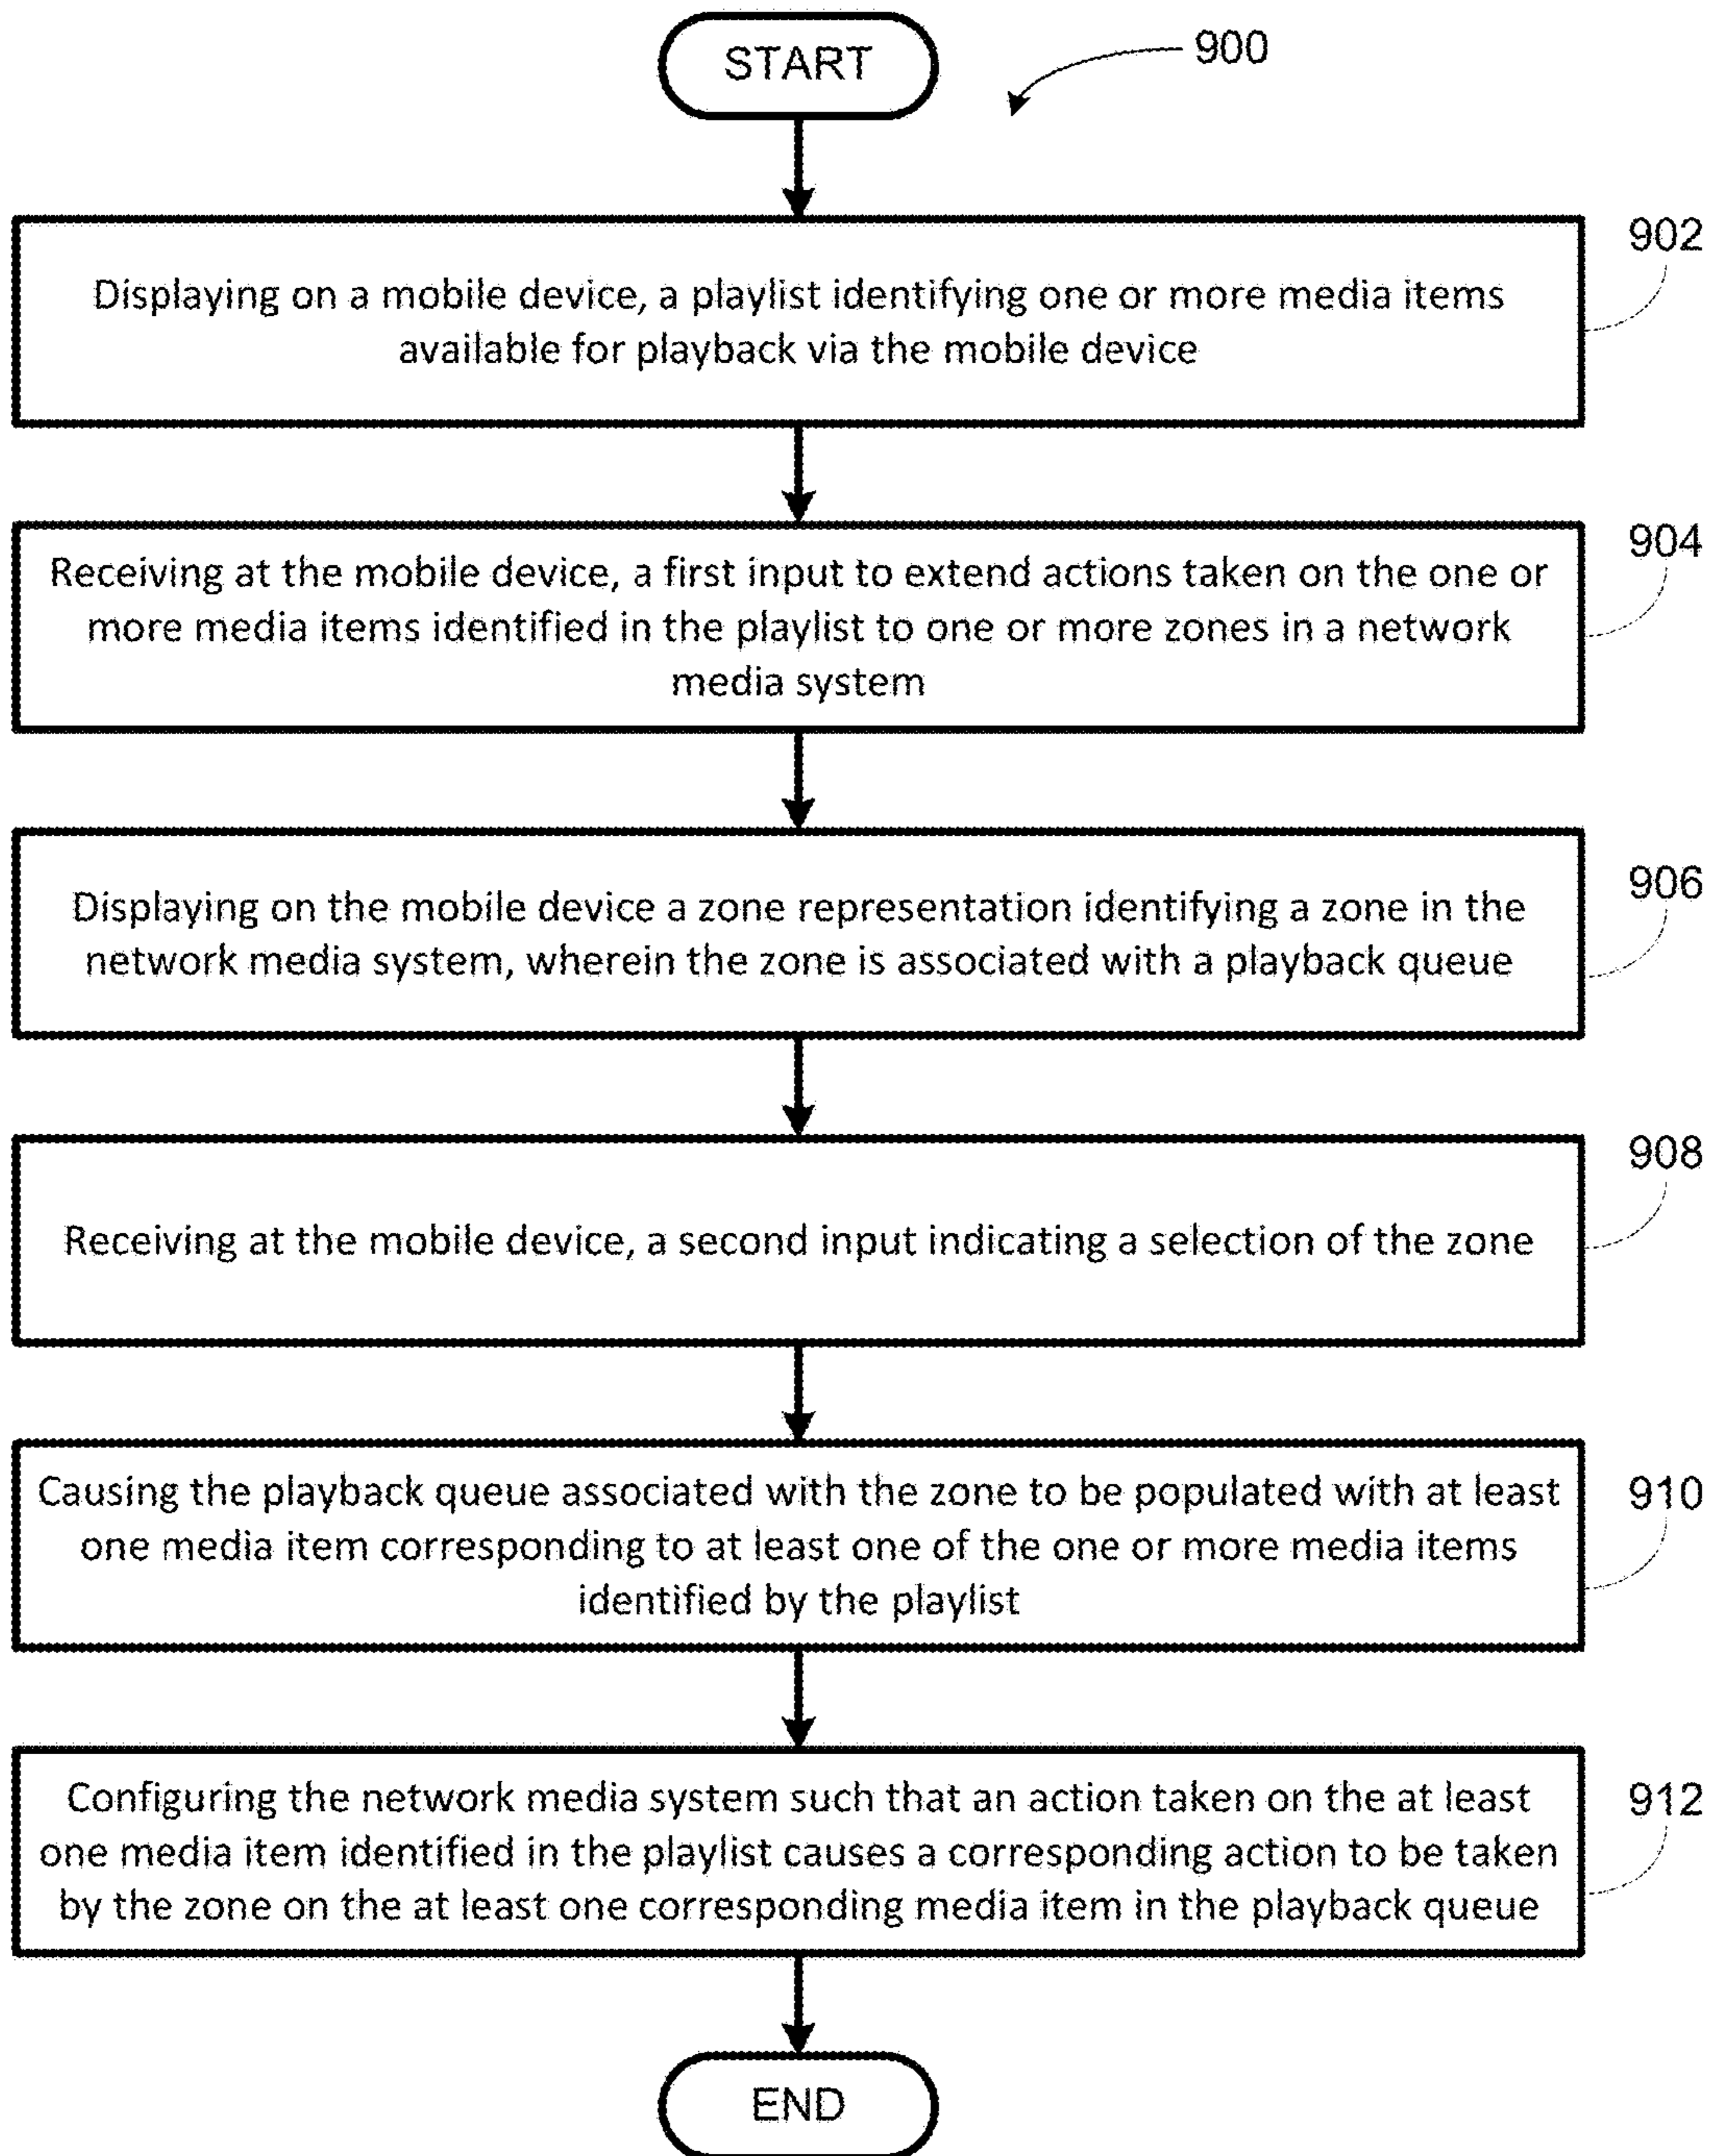 START
900
902
Displaying on a mobile device, a playlist identifying one or more media items
available for playback via the mobile device
904
Receiving at the mobile device, a first input to extend actions taken on the one or
more media items identified in the playlist to one or more zones in a network
media system
906
Displaying on the mobile device a zone representation identifying a zone in the
network media system, wherein the zone is associated with a playback queue
908
Receiving at the mobile device, a second input indicating a selection of the zone
910
Causing the playback queue associated with the zone to be populated with at least
one media item corresponding to at least one of the one or more media items
identified by the playlist
912
Configuring the network media system such that an action taken on the at least
one media item identified in the playlist causes a corresponding action to be taken
by the zone on the at least one corresponding media item in the playback queue
END